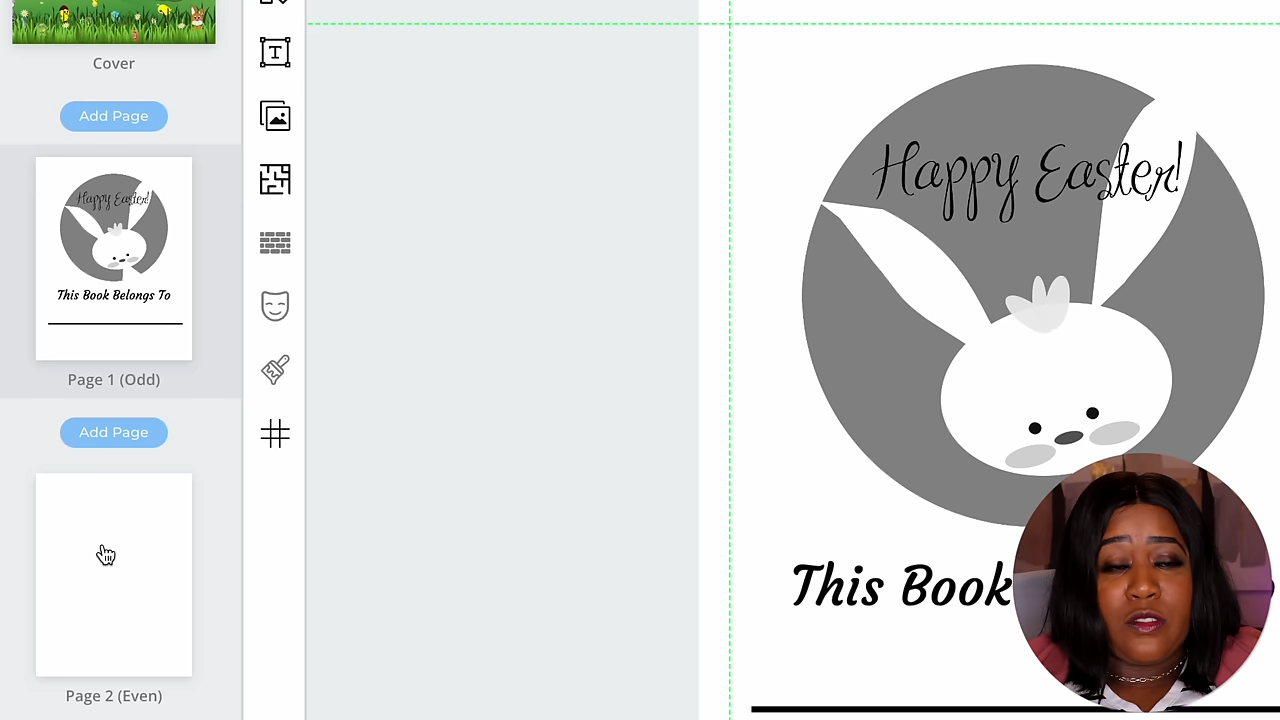 Cover
Add Page
Happy Easter!
This Book Belongs To
Page 1 (Odd)
Add Page
Page 2 (Even)
T
Happy Easter!
This Book